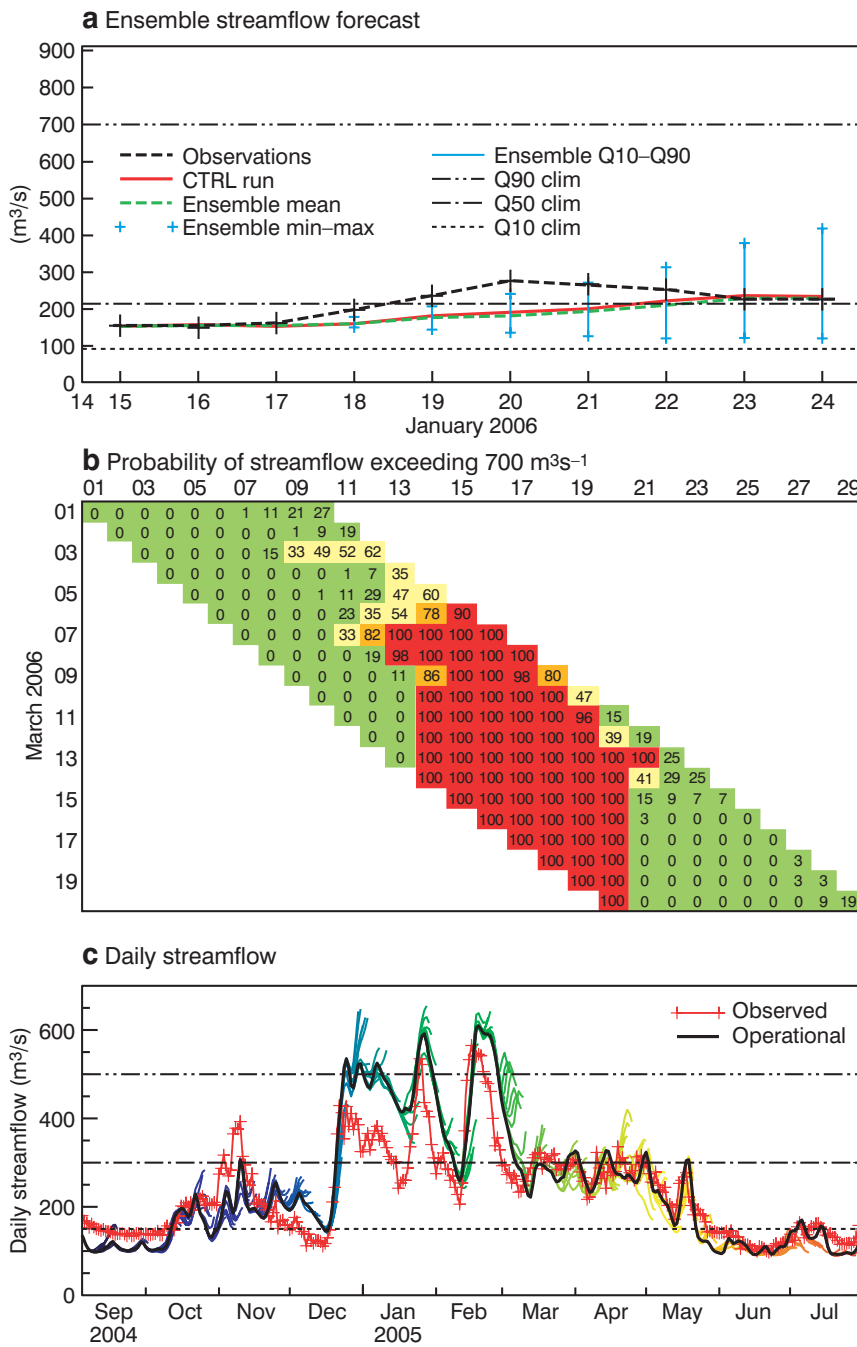 a Ensemble streamflow forecast
900
800
700
600
500
400
300
200
100
0
(m³/s)
Observations
CTRL run
Ensemble mean
Ensemble min–max
Ensemble Q10–Q90
Q90 clim
Q50 clim
Q10 clim
14 15 16 17 18 19 20 21 22 23 24
January 2006
b Probability of streamflow exceeding 700 m³s⁻¹
01 03 05 07 09 11 13 15 17 19 21 23 25 27 29
March 2006
01 0 0 0 0 0 0 1 11 21 27
0 0 0 0 0 0 0 1 9 19
03 0 0 0 0 0 15 33 49 52 62
0 0 0 0 0 0 0 1 7 35
05 0 0 0 0 0 1 11 29 47 60
0 0 0 0 0 23 35 54 78 90
07 0 0 0 0 33 82 100 100 100 100
0 0 0 0 19 98 100 100 100 100
09 0 0 0 0 11 86 100 100 98 80
0 0 0 0 100 100 100 100 100 47
11 0 0 0 100 100 100 100 100 96 15
0 0 100 100 100 100 100 100 39 19
13 0 100 100 100 100 100 100 100 100 25
100 100 100 100 100 100 100 41 29 25
15 100 100 100 100 100 100 15 9 7 7
100 100 100 100 100 3 0 0 0 0
17 100 100 100 100 0 0 0 0 0 0
100 100 100 0 0 0 0 0 0 3
19 100 100 0 0 0 0 0 0 3 3
100 0 0 0 0 0 0 0 9 19
c Daily streamflow
Daily streamflow (m³/s)
600
400
200
0
Observed
Operational
Sep Oct Nov Dec Jan Feb Mar Apr May Jun Jul
2004 2005